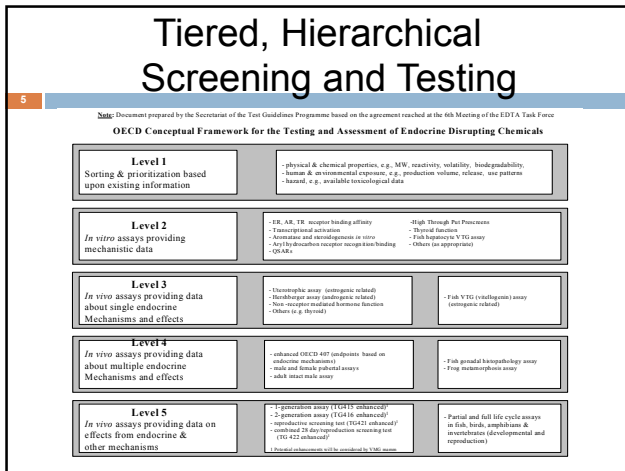 Tiered, Hierarchical
Screening and Testing
5
Note: Document prepared by the Secretariat of the Test Guidelines Programme based on the agreement reached at the 6th Meeting of the EDTA Task Force
OECD Conceptual Framework for the Testing and Assessment of Endocrine Disrupting Chemicals
Level 1
Sorting & prioritization based
upon existing information
- physical & chemical properties, e.g., MW, reactivity, volatility, biodegradability,
- human & environmental exposure, e.g., production volume, release, use patterns
- hazard, e.g., available toxicological data
Level 2
In vitro assays providing
mechanistic data
- ER, AR, TR receptor binding affinity
- Transcriptional activation
- Aromatase and steroidogenesis in vitro
- Aryl hydrocarbon receptor recognition/binding
- QSARs
-High Through Put Prescreens
- Thyroid function
- Fish hepatocyte VTG assay
- Others (as appropriate)
Level 3
In vivo assays providing data
about single endocrine
Mechanisms and effects
- Uterotrophic assay (estrogenic related)
- Hershberger assay (androgenic related)
- Non -receptor mediated hormone function
- Others (e.g. thyroid)
- Fish VTG (vitellogenin) assay
(estrogenic related)
Level 4
In vivo assays providing data
about multiple endocrine
Mechanisms and effects
- enhanced OECD 407 (endpoints based on
endocrine mechanisms)
- male and female pubertal assays
- adult intact male assay
- Fish gonadal histopathology assay
- Frog metamorphosis assay
Level 5
In vivo assays providing data on
effects from endocrine &
other mechanisms
- 1-generation assay (TG415 enhanced)¹
- 2-generation assay (TG416 enhanced)¹
- reproductive screening test (TG421 enhanced)¹
- combined 28 day/reproduction screening test
(TG 422 enhanced)¹
1 Potential enhancements will be considered by VMG mamm
- Partial and full life cycle assays
in fish, birds, amphibians &
invertebrates (developmental and
reproduction)